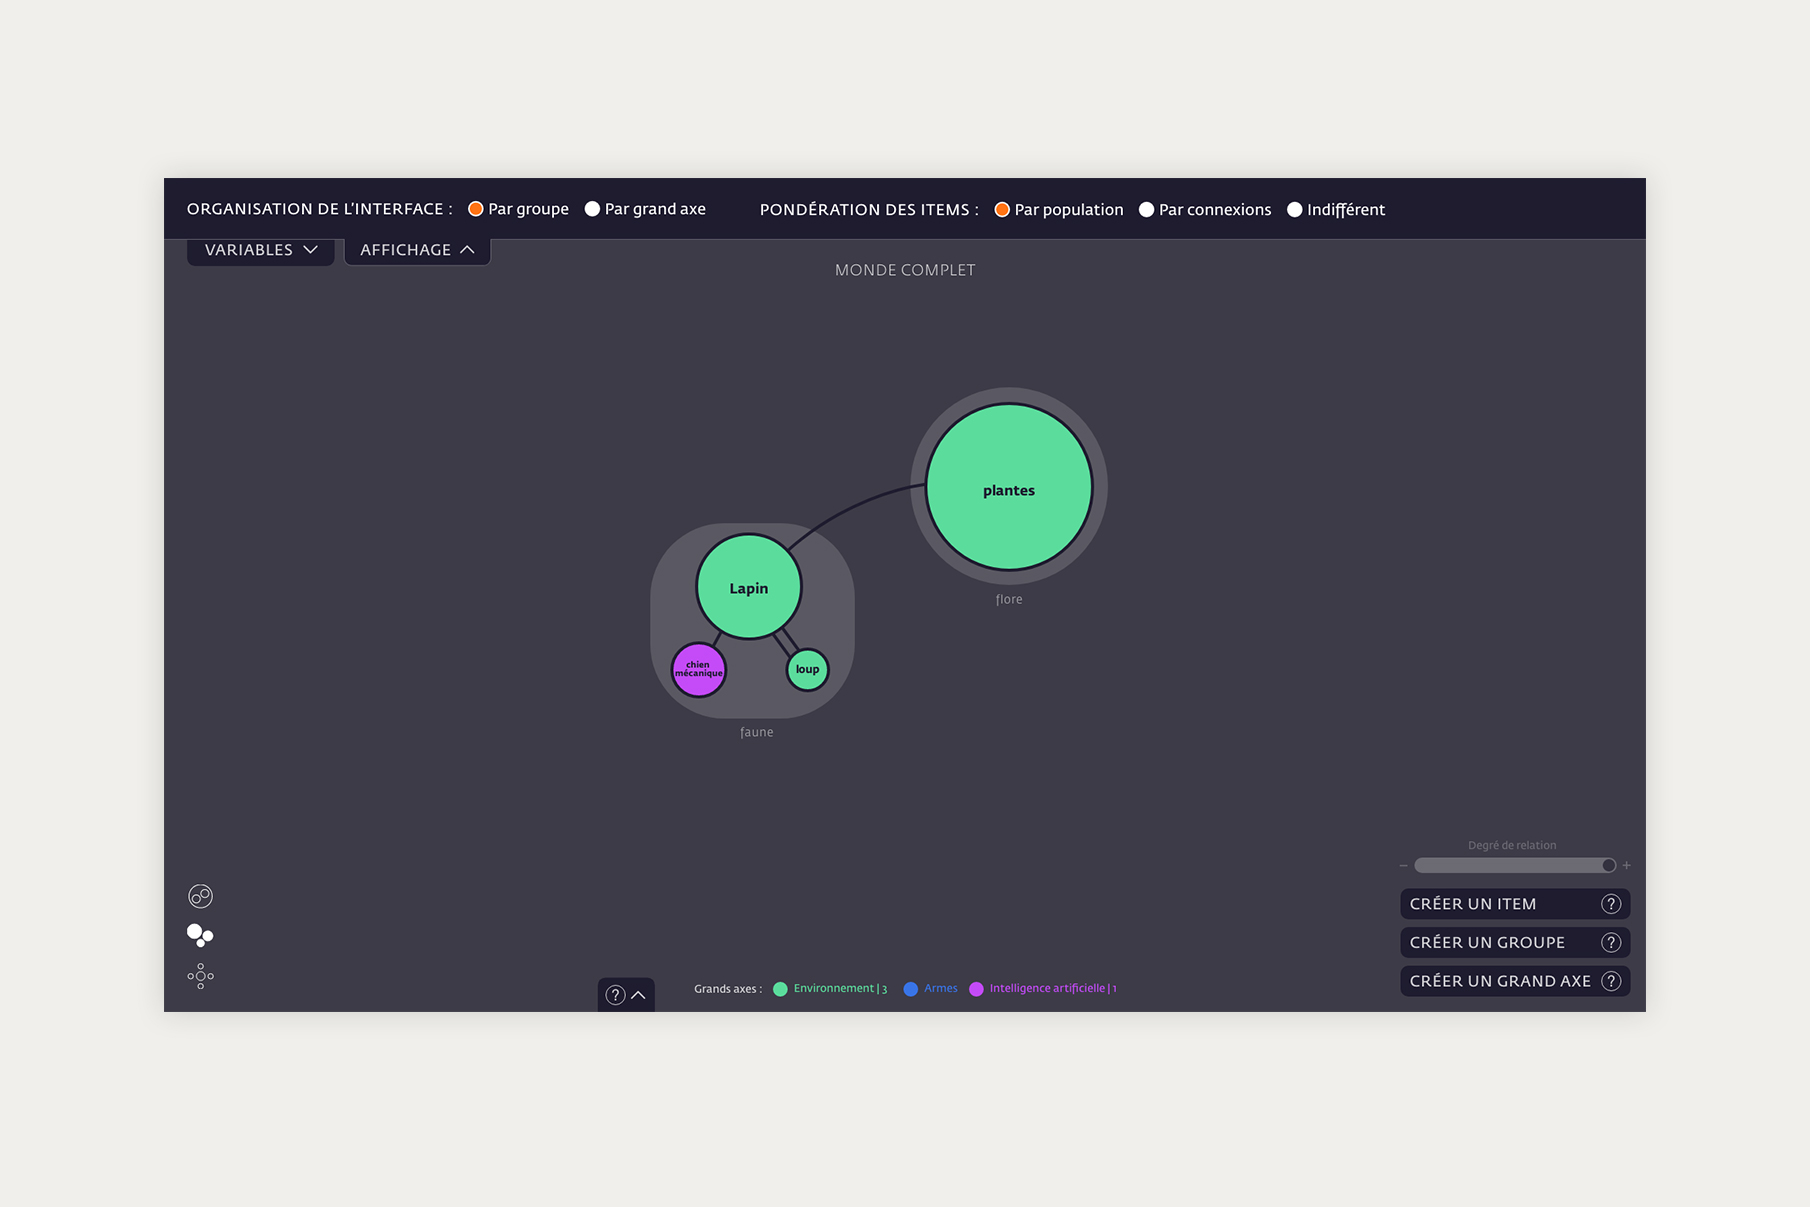 ORGANISATION DE L'INTERFACE : Par groupe Par grand axe PONDÉRATION DES ITEMS : Par population Par connexions Indifférent
VARIABLES AFFICHAGE
MONDE COMPLET
plantes
Lapin
flore
chien
mécanique
loup
faune
Degré de relation
− +
CRÉER UN ITEM ?
CRÉER UN GROUPE ?
CRÉER UN GRAND AXE ?
? Grands axes : Environnement | 3 Armes Intelligence artificielle | 1